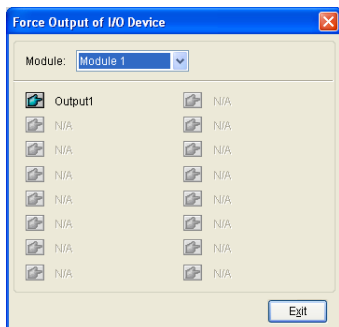 Force Output of I/O Device
Module: Module 1
Output1 N/A
N/A N/A
N/A N/A
N/A N/A
N/A N/A
N/A N/A
N/A N/A
N/A N/A
Exit